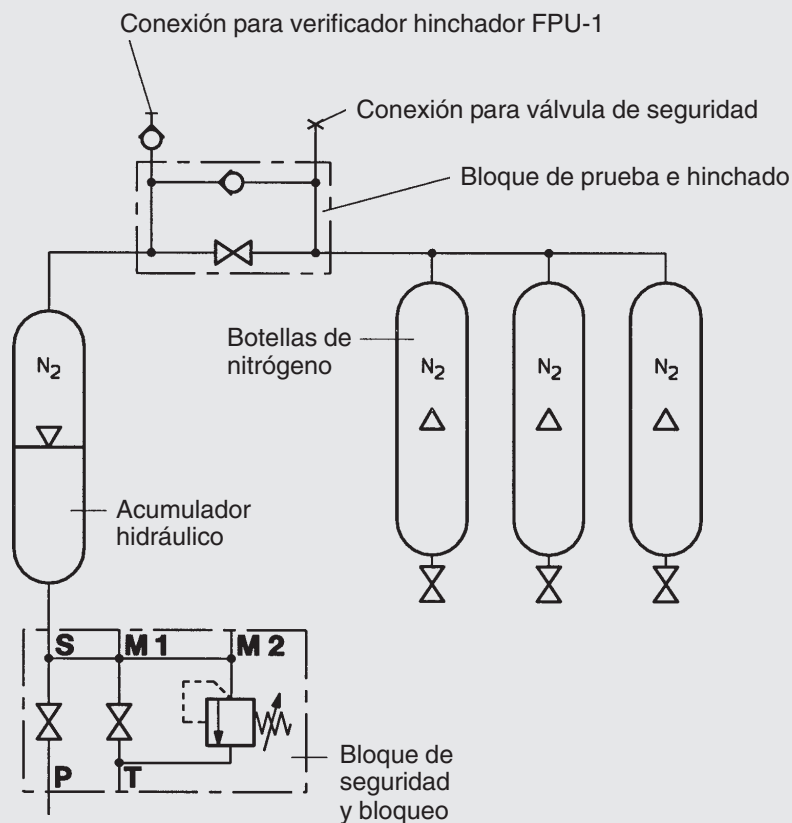 Conexión para verificador hinchador FPU-1
Conexión para válvula de seguridad
Bloque de prueba e hinchado
Botellas de
nitrógeno
N2
N2
N2
N2
Acumulador
hidráulico
S
M 1
M 2
P
T
Bloque de
seguridad
y bloqueo